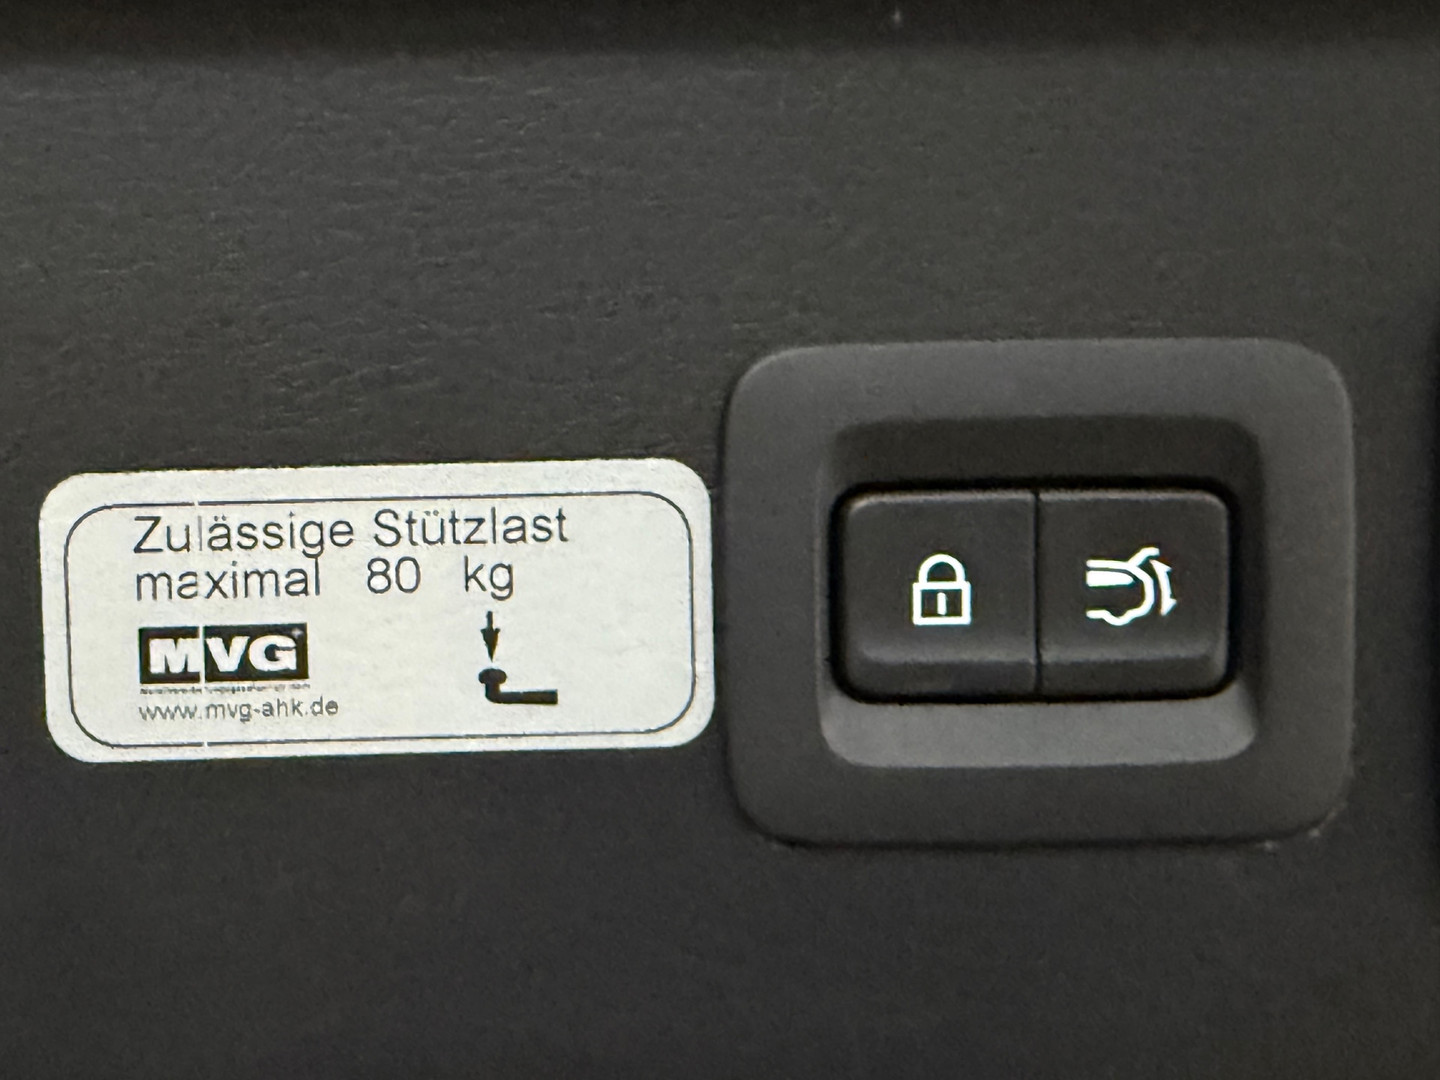 Zulässige Stützlast
maximal 80 kg
MVG
www.mvg-ahk.de